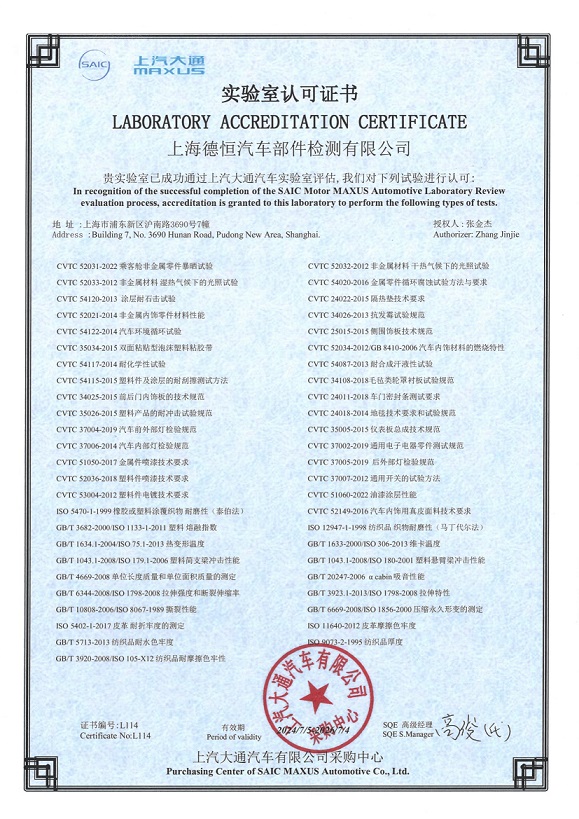 SAIC 上汽大通
MAXUS
实验室认可证书
LABORATORY ACCREDITATION CERTIFICATE
上海德恒汽车部件检测有限公司
贵实验室已成功通过上汽大通汽车实验室评估, 我们对下列试验进行认可:
In recognition of the successful completion of the SAIC Motor MAXUS Automotive Laboratory Review
evaluation process, accreditation is granted to this laboratory to perform the following types of tests.
地 址 :上海市浦东新区沪南路3690号7幢 授权人 : 张金杰
Address :Building 7, No. 3690 Hunan Road, Pudong New Area, Shanghai. Authorizer: Zhang Jinjie
CVTC 52031-2022 乘客舱非金属零件暴晒试验 CVTC 52032-2012 非金属材料 干热气候下的光照试验
CVTC 52033-2012 非金属材料 湿热气候下的光照试验 CVTC 54020-2016 金属零件循环腐蚀试验方法与要求
CVTC 54120-2013 涂层耐石击试验 CVTC 24022-2015 隔热垫技术要求
CVTC 52021-2014 非金属内饰零件材料性能 CVTC 34026-2013 抗发霉试验规范
CVTC 54122-2014 汽车环境循环试验 CVTC 25015-2015 侧围饰板技术规范
CVTC 35034-2015 双面粘贴型泡沫塑料粘胶带 CVTC 52034-2012/GB 8410-2006 汽车内饰材料的燃烧特性
CVTC 54117-2014 耐化学性试验 CVTC 54087-2013 耐合成汗液性试验
CVTC 54115-2015 塑料件及涂层的耐刮擦测试方法 CVTC 34108-2018毛毡类轮罩衬板试验规范
CVTC 34025-2015 前后门内饰板的技术规范 CVTC 24011-2018 车门密封条测试要求
CVTC 35026-2015 塑料产品的耐冲击试验规范 CVTC 24018-2014 地毯技术要求和试验规范
CVTC 37004-2019 汽车前外部灯检验规范 CVTC 35005-2015 仪表板总成技术规范
CVTC 37006-2014 汽车内部灯检验规范 CVTC 37002-2019 通用电子电器零件测试规范
CVTC 51050-2017 金属件喷漆技术要求 CVTC 37005-2019 后外部灯检验规范
CVTC 52036-2018 塑料件喷漆技术要求 CVTC 37007-2012 通用开关的试验方法
CVTC 53004-2012 塑料件电镀技术要求 CVTC 51060-2022 油漆涂层性能
ISO 5470-1-1999 橡胶或塑料涂覆织物 耐磨性（泰伯法） CVTC 52149-2016 汽车内饰用真皮面料技术要求
GB/T 3682-2000/ISO 1133-1-2011 塑料 熔融指数 ISO 12947-1-1998 纺织品 织物耐磨性（马丁代尔法）
GB/T 1634.1-2004/ISO 75.1-2013 热变形温度 GB/T 1633-2000/ISO 306-2013 维卡温度
GB/T 1043.1-2008/ISO 179.1-2006 塑料简支梁冲击性能 GB/T 1043.1-2008/ISO 180-2001 塑料悬臂梁冲击性能
GB/T 4669-2008 单位长度质量和单位面积质量的测定 GB/T 20247-2006 α cabin 吸音性能
GB/T 6344-2008/ISO 1798-2008 拉伸强度和断裂伸缩率 GB/T 3923.1-2013/ISO 1798-2008 拉伸特性
GB/T 10808-2006/ISO 8067-1989 撕裂性能 GB/T 6669-2008/ISO 1856-2000 压缩永久形变的测定
ISO 5402-1-2017 皮革 耐折牢度的测定 ISO 11640-2012 皮革摩擦色牢度
GB/T 5713-2013 纺织品耐水色牢度 ISO 9073-2-1995 纺织品厚度
GB/T 3920-2008/ISO 105-X12 纺织品耐摩擦色牢性
上汽大通汽车有限公司
采购中心
证书编号:L114 有效期 2024/7/5-2026/7/4 SQE 高级经理
Certificate No:L114 Period of validity SQE S.Manager
上汽大通汽车有限公司采购中心
Purchasing Center of SAIC MAXUS Automotive Co., Ltd.